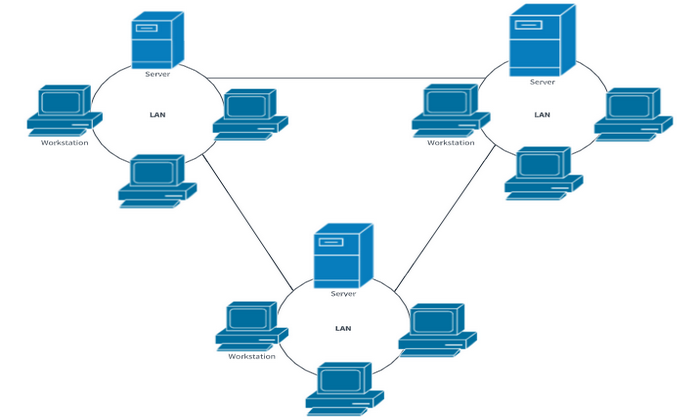 Server
Server
LAN
LAN
Workstation
Workstation
Server
LAN
Workstation